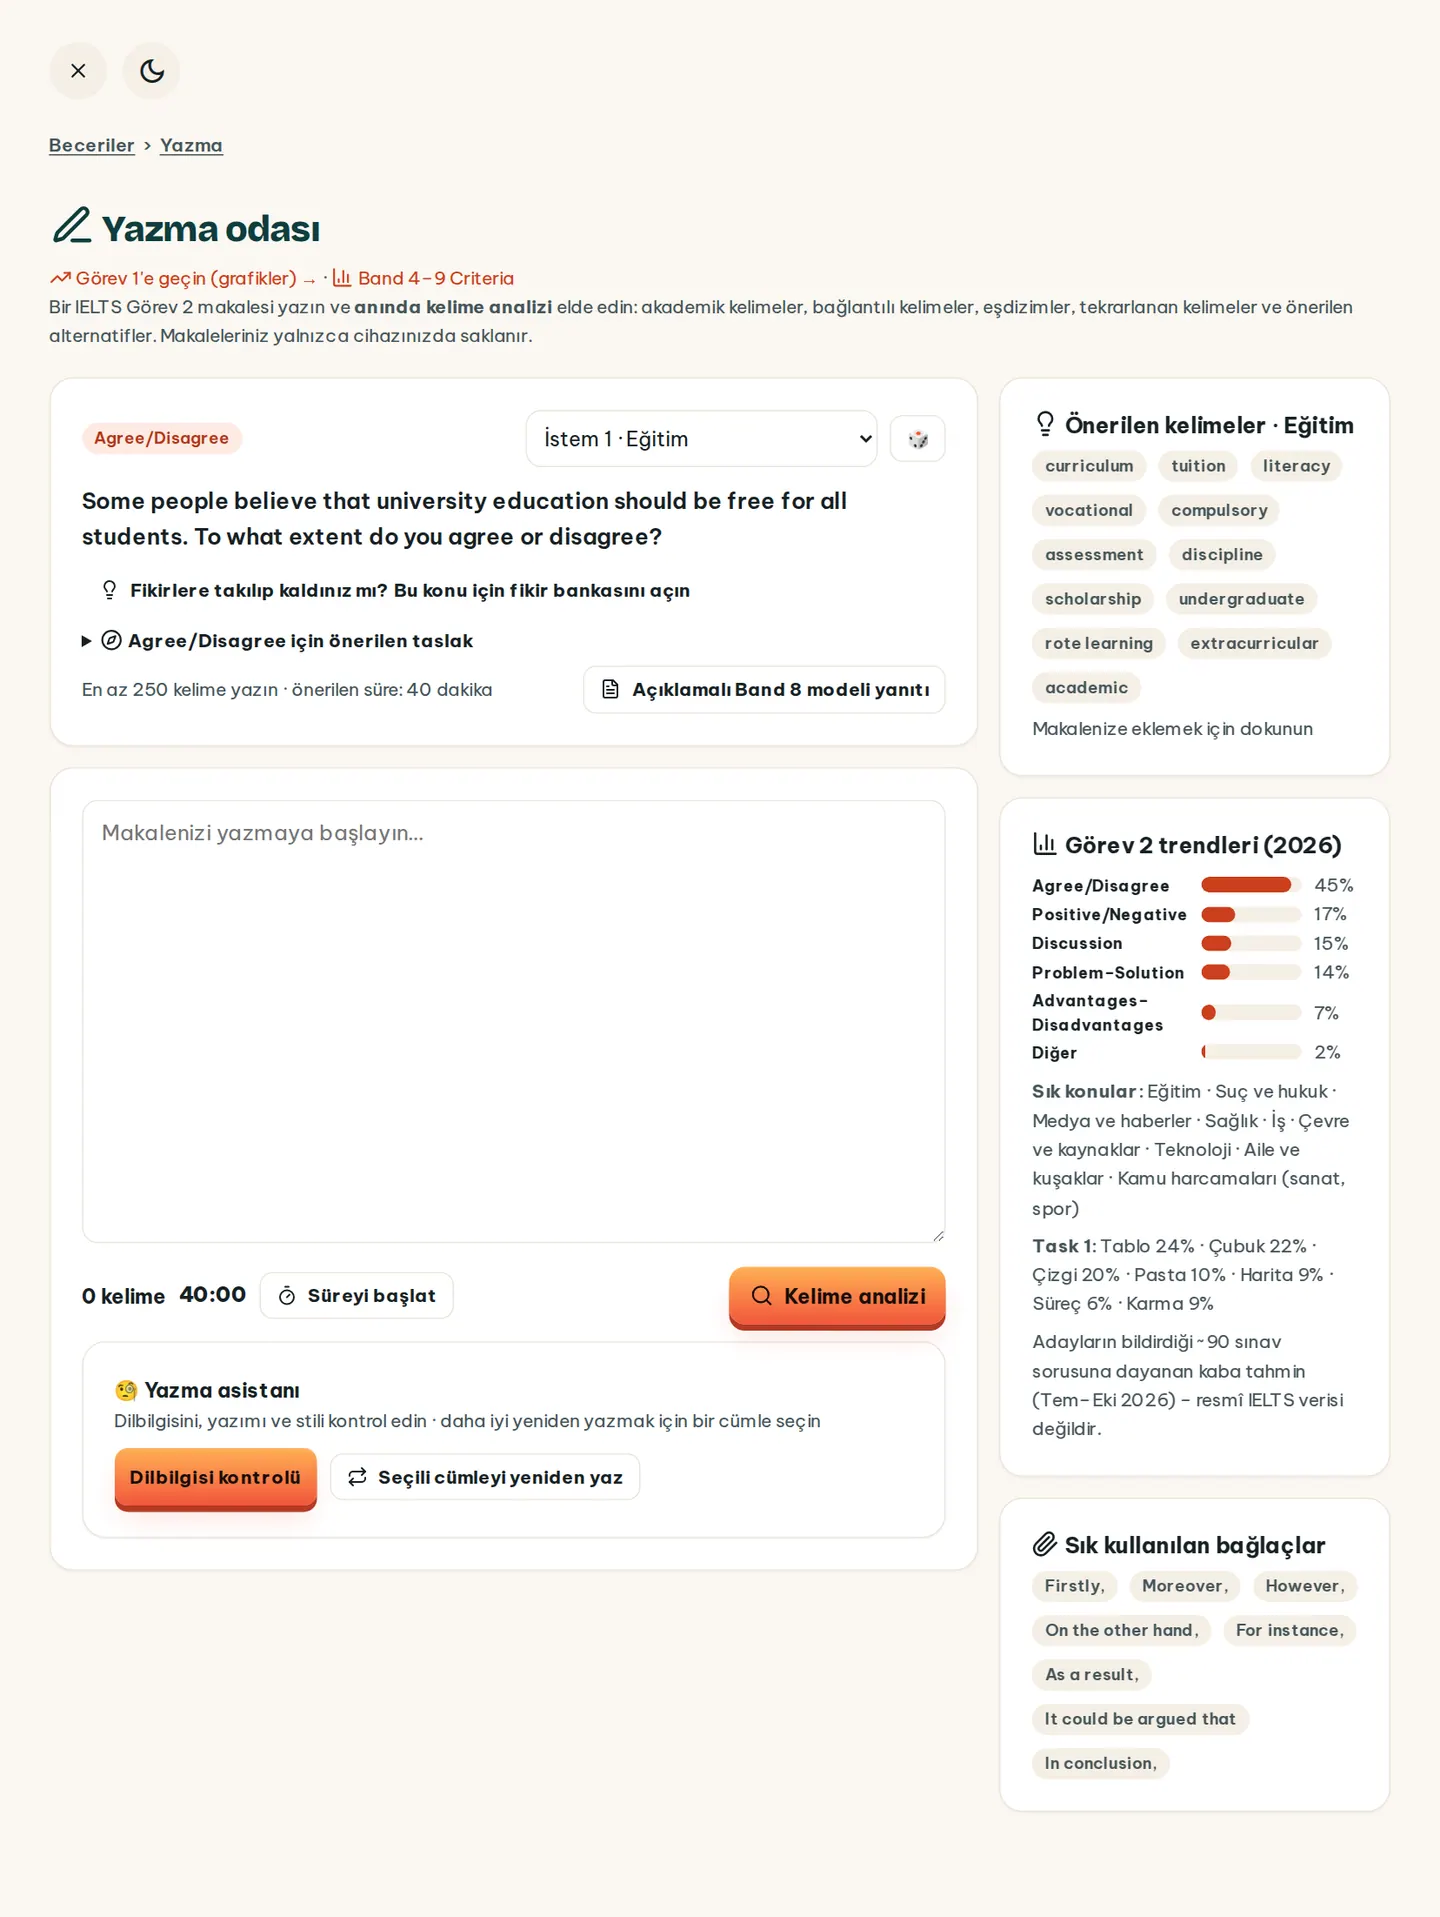 Beceriler › Yazma
Yazma odası
Görev 1'e geçin (grafikler) → · Band 4–9 Criteria
Bir IELTS Görev 2 makalesi yazın ve anında kelime analizi elde edin: akademik kelimeler, bağlantılı kelimeler, eşdizimler, tekrarlanan kelimeler ve önerilen
alternatifler. Makaleleriniz yalnızca cihazınızda saklanır.
Agree/Disagree
İstem 1 · Eğitim
Some people believe that university education should be free for all
students. To what extent do you agree or disagree?
Fikirlere takılıp kaldınız mı? Bu konu için fikir bankasını açın
Agree/Disagree için önerilen taslak
En az 250 kelime yazın · önerilen süre: 40 dakika
Açıklamalı Band 8 modeli yanıtı
Makalenizi yazmaya başlayın...
0 kelime 40:00 Süreyi başlat
Kelime analizi
Yazma asistanı
Dilbilgisini, yazımı ve stili kontrol edin · daha iyi yeniden yazmak için bir cümle seçin
Dilbilgisi kontrolü
Seçili cümleyi yeniden yaz
Önerilen kelimeler · Eğitim
curriculum tuition literacy
vocational compulsory
assessment discipline
scholarship undergraduate
rote learning extracurricular
academic
Makalenize eklemek için dokunun
Görev 2 trendleri (2026)
Agree/Disagree 45%
Positive/Negative 17%
Discussion 15%
Problem–Solution 14%
Advantages–
Disadvantages 7%
Diğer 2%
Sık konular: Eğitim · Suç ve hukuk ·
Medya ve haberler · Sağlık · İş · Çevre
ve kaynaklar · Teknoloji · Aile ve
kuşaklar · Kamu harcamaları (sanat,
spor)
Task 1: Tablo 24% · Çubuk 22% ·
Çizgi 20% · Pasta 10% · Harita 9% ·
Süreç 6% · Karma 9%
Adayların bildirdiği ~90 sınav
sorusuna dayanan kaba tahmin
(Tem–Eki 2026) – resmî IELTS verisi
değildir.
Sık kullanılan bağlaçlar
Firstly, Moreover, However,
On the other hand, For instance,
As a result,
It could be argued that
In conclusion,